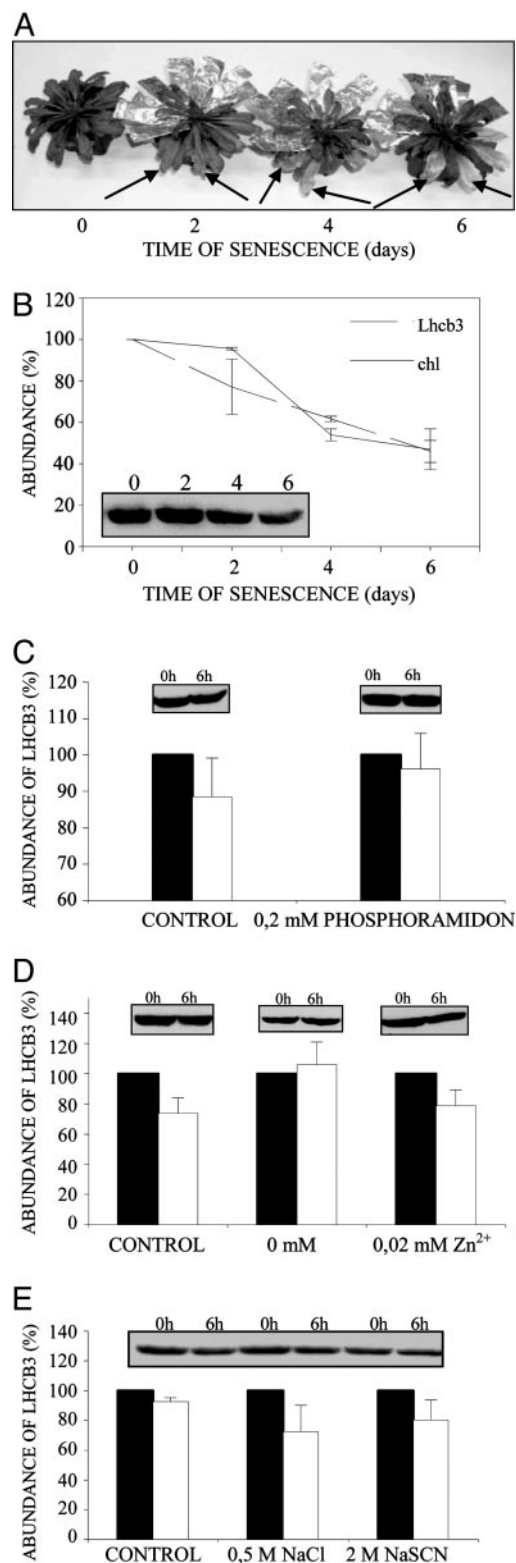 A
0 2 4 6
TIME OF SENESCENCE (days)
B
120
100
80
60
40
20
0
ABUNDANCE (%)
Lhcb3
chl
0 2 4 6
0 2 4 6
TIME OF SENESCENCE (days)
C
120
110
100
90
80
70
60
ABUNDANCE OF LHCB3 (%)
0h 6h 0h 6h
CONTROL 0,2 mM PHOSPHORAMIDON
D
140
120
100
80
60
40
20
0
ABUNDANCE OF LHCB3 (%)
0h 6h 0h 6h 0h 6h
CONTROL 0 mM 0,02 mM Zn²⁺
E
140
120
100
80
60
40
20
0
ABUNDANCE OF LHCB3 (%)
0h 6h 0h 6h 0h 6h
CONTROL 0,5 M NaCl 2 M NaSCN